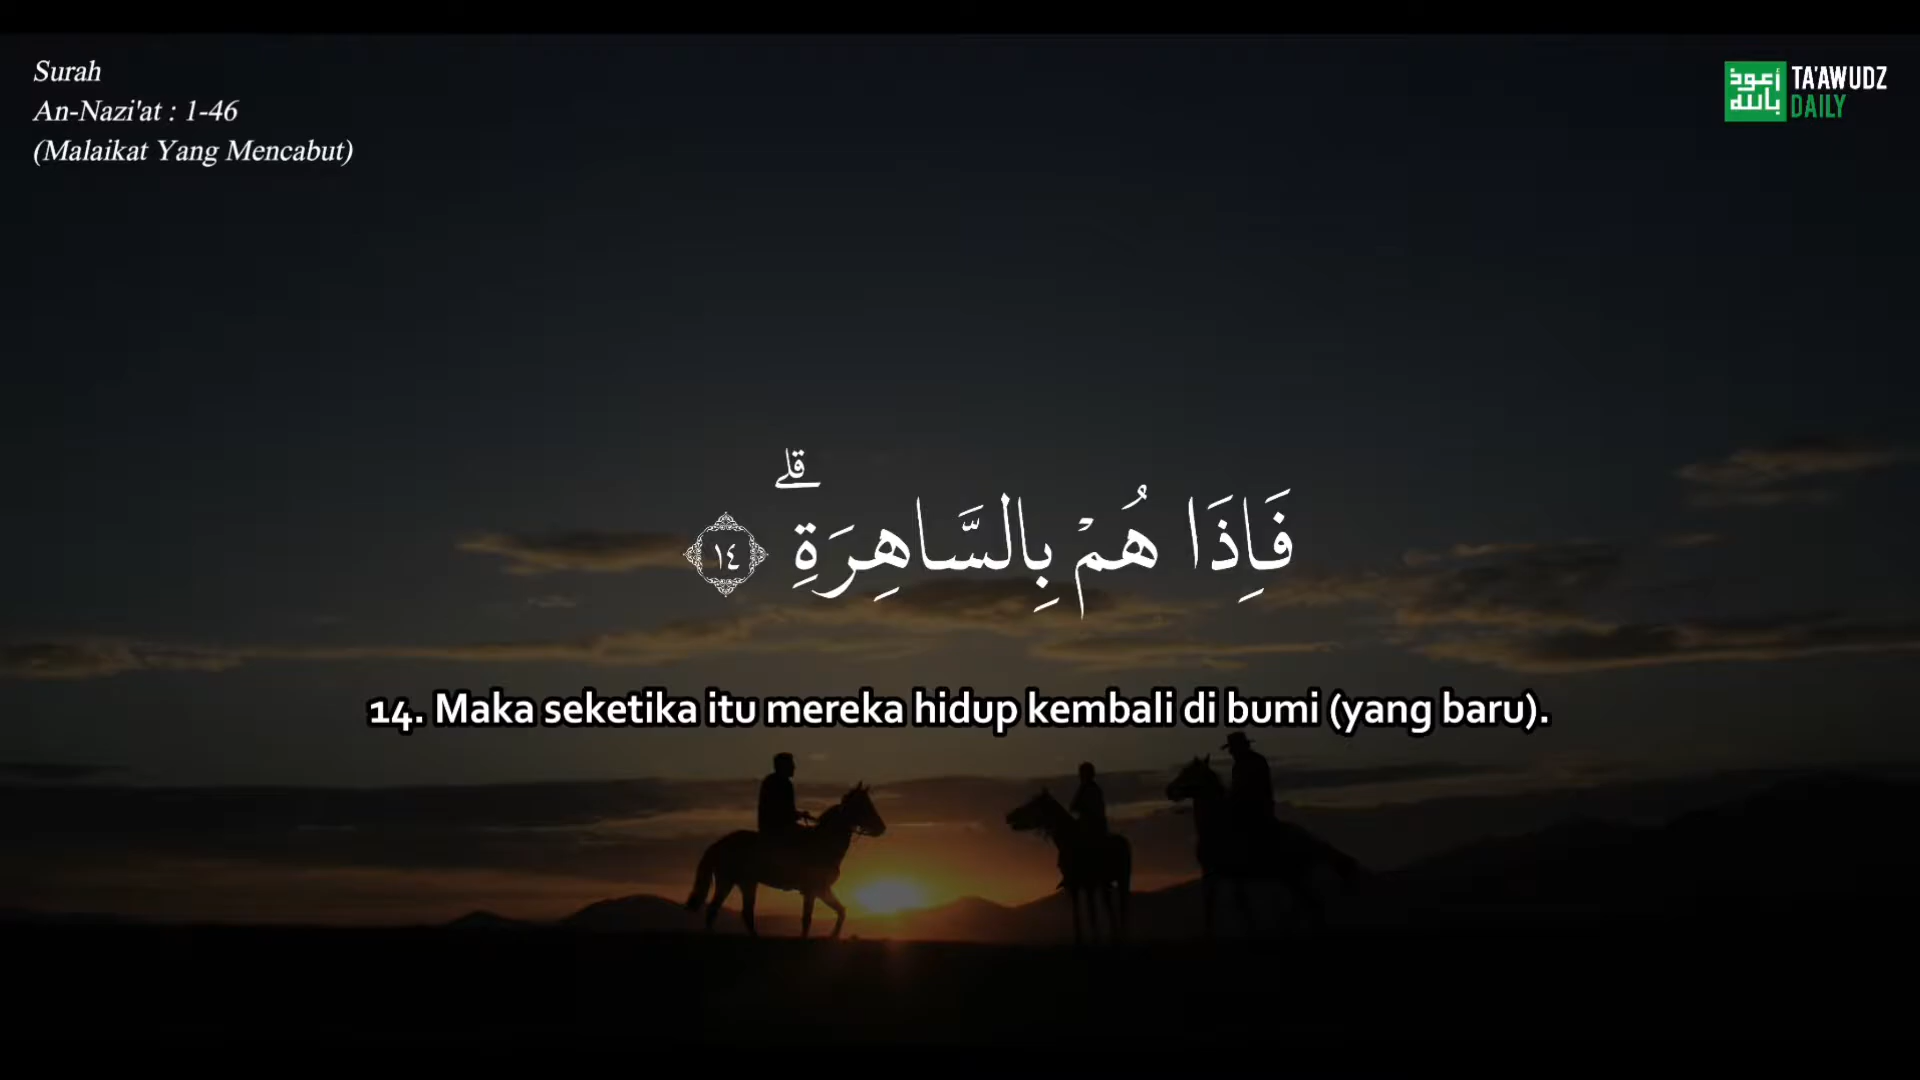 Surah
An-Nazi'at : 1-46
(Malaikat Yang Mencabut)
أعوذ
بالله
TA'AWUDZ
DAILY
فَاِذَا هُمْ بِالسَّاهِرَةِۗ ١٤
14. Maka seketika itu mereka hidup kembali di bumi (yang baru).